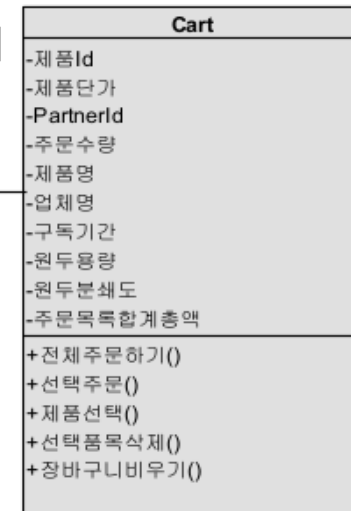 Cart
-제품Id
-제품단가
-PartnerId
-주문수량
-제품명
-업체명
-구독기간
-원두용량
-원두분쇄도
-주문목록합계총액
+전체주문하기()
+선택주문()
+제품선택()
+선택품목삭제()
+장바구니비우기()